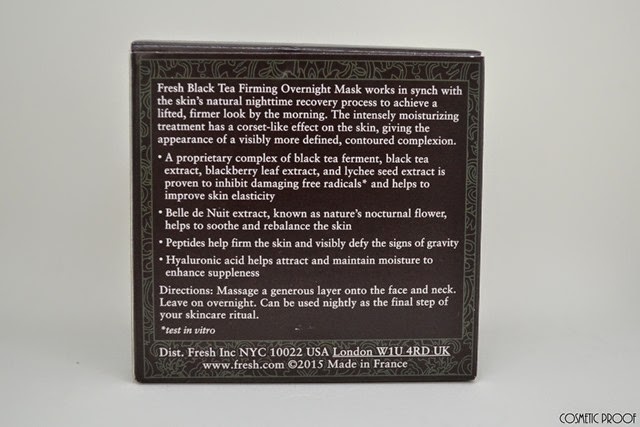 Fresh Black Tea Firming Overnight Mask works in synch with
the skin's natural nighttime recovery process to achieve a
lifted, firmer look by the morning. The intensely moisturizing
treatment has a corset-like effect on the skin, giving the
appearance of a visibly more defined, contoured complexion.
• A proprietary complex of black tea ferment, black tea
extract, blackberry leaf extract, and lychee seed extract is
proven to inhibit damaging free radicals* and helps to
improve skin elasticity
• Belle de Nuit extract, known as nature's nocturnal flower,
helps to soothe and rebalance the skin
• Peptides help firm the skin and visibly defy the signs of gravity
• Hyaluronic acid helps attract and maintain moisture to
enhance suppleness
Directions: Massage a generous layer onto the face and neck.
Leave on overnight. Can be used nightly as the final step of
your skincare ritual.
*test in vitro
Dist. Fresh Inc NYC 10022 USA London W1U 4RD UK
www.fresh.com ©2015 Made in France
COSMETIC PROOF